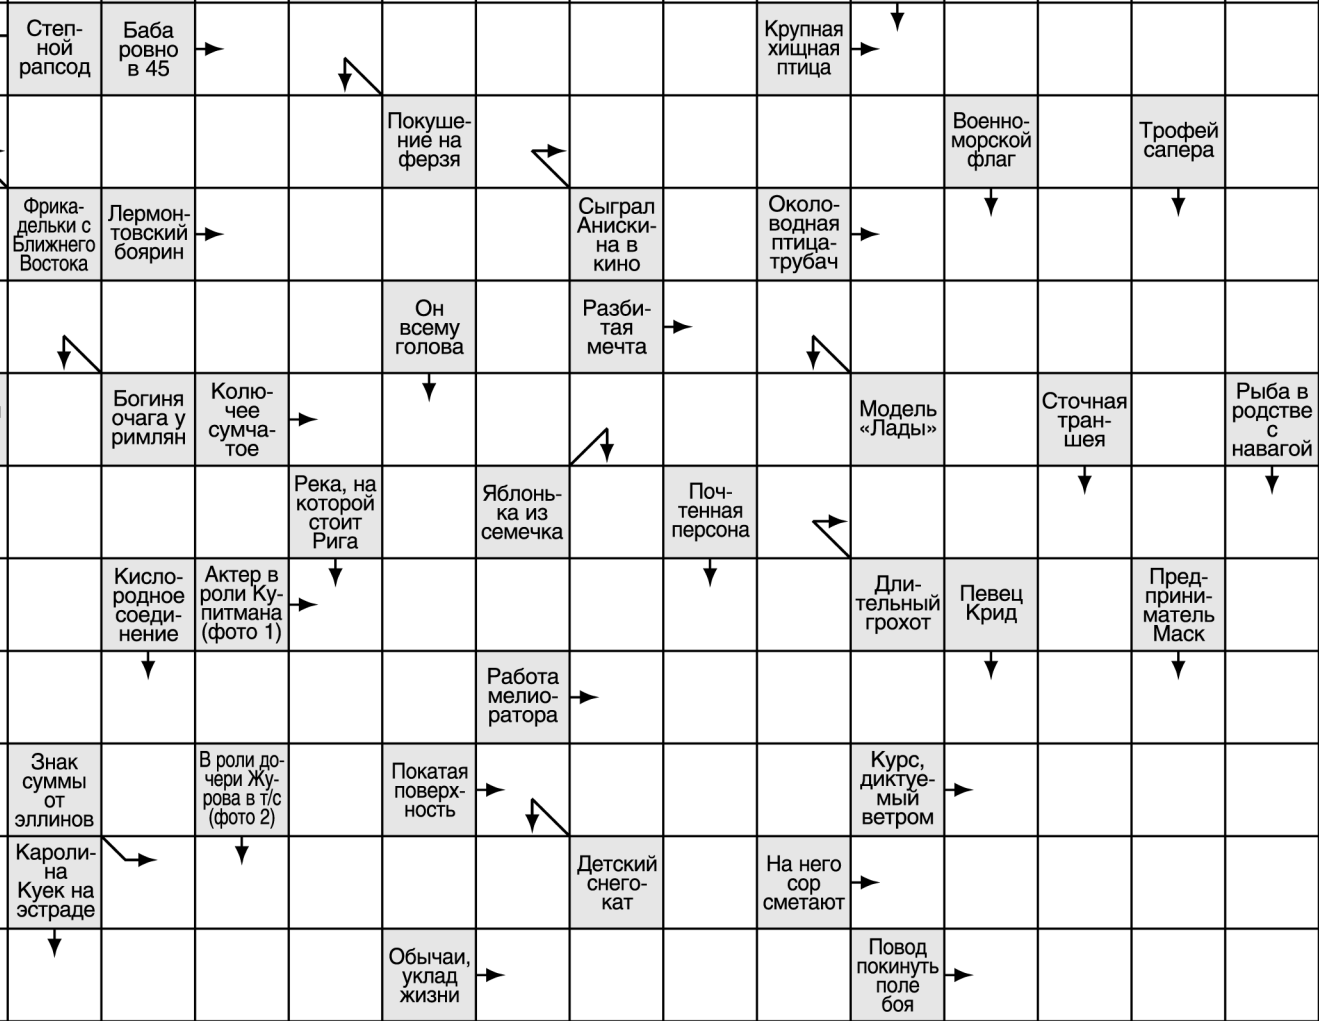 Степ-
ной
рапсод
Баба
ровно
в 45
Крупная
хищная
птица
Покуше-
ние на
ферзя
Военно-
морской
флаг
Трофей
сапера
Фрика-
дельки с
Ближнего
Востока
Лермон-
товский
боярин
Сыграл
Аниски-
на в
кино
Около-
водная
птица-
трубач
Он
всему
голова
Разби-
тая
мечта
Богиня
очага у
римлян
Колю-
чее
сумча-
тое
Модель
«Лады»
Сточная
тран-
шея
Рыба в
родстве
с
навагой
Река, на
которой
стоит
Рига
Яблонь-
ка из
семечка
Поч-
тенная
персона
Кисло-
родное
соеди-
нение
Актер в
роли Ку-
питмана
(фото 1)
Дли-
тельный
грохот
Певец
Крид
Пред-
прини-
матель
Маск
Работа
мелио-
ратора
Знак
суммы
от
эллинов
В роли до-
чери Жу-
рова в т/с
(фото 2)
Покатая
поверх-
ность
Курс,
диктуе-
мый
ветром
Кароли-
на
Куек на
эстраде
Детский
снего-
кат
На него
сор
сметают
Обычаи,
уклад
жизни
Повод
покинуть
поле
боя